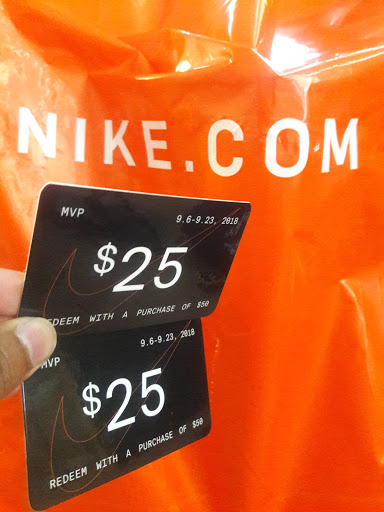 NIKE.COM
MVP
9.6-9.23, 2018
$25
REDEEM WITH A PURCHASE OF $50
MVP
9.6-9.23, 2018
$25
REDEEM WITH A PURCHASE OF $50